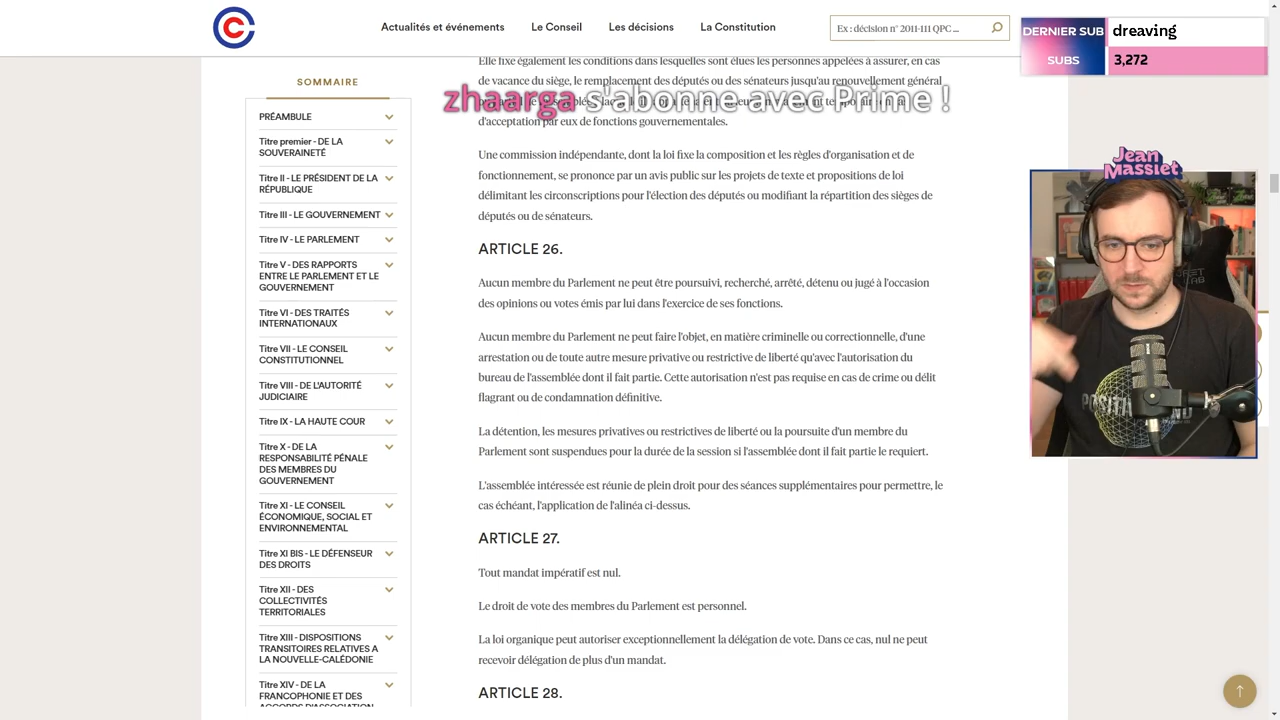 Actualités et événements
Le Conseil
Les décisions
La Constitution
Ex : décision n° 2011-111 QPC ...
DERNIER SUB
dreaving
SUBS
3,272
SOMMAIRE
PRÉAMBULE
Titre premier - DE LA
SOUVERAINETÉ
Titre II - LE PRÉSIDENT DE LA
RÉPUBLIQUE
Titre III - LE GOUVERNEMENT
Titre IV - LE PARLEMENT
Titre V - DES RAPPORTS
ENTRE LE PARLEMENT ET LE
GOUVERNEMENT
Titre VI - DES TRAITÉS
INTERNATIONAUX
Titre VII - LE CONSEIL
CONSTITUTIONNEL
Titre VIII - DE L'AUTORITÉ
JUDICIAIRE
Titre IX - LA HAUTE COUR
Titre X - DE LA
RESPONSABILITÉ PÉNALE
DES MEMBRES DU
GOUVERNEMENT
Titre XI - LE CONSEIL
ÉCONOMIQUE, SOCIAL ET
ENVIRONNEMENTAL
Titre XI BIS - LE DÉFENSEUR
DES DROITS
Titre XII - DES
COLLECTIVITÉS
TERRITORIALES
Titre XIII - DISPOSITIONS
TRANSITOIRES RELATIVES A
LA NOUVELLE-CALÉDONIE
Titre XIV - DE LA
FRANCOPHONIE ET DES
ACCORDS D'ASSOCIATION
Elle fixe également les conditions dans lesquelles sont élues les personnes appelées à assurer, en cas
de vacance du siège, le remplacement des députés ou des sénateurs jusqu'au renouvellement général
zhaarga s'abonne avec Prime !
d'acceptation par eux de fonctions gouvernementales.
Une commission indépendante, dont la loi fixe la composition et les règles d'organisation et de
fonctionnement, se prononce par un avis public sur les projets de texte et propositions de loi
délimitant les circonscriptions pour l'élection des députés ou modifiant la répartition des sièges de
députés ou de sénateurs.
ARTICLE 26.
Aucun membre du Parlement ne peut être poursuivi, recherché, arrêté, détenu ou jugé à l'occasion
des opinions ou votes émis par lui dans l'exercice de ses fonctions.
Aucun membre du Parlement ne peut faire l'objet, en matière criminelle ou correctionnelle, d'une
arrestation ou de toute autre mesure privative ou restrictive de liberté qu'avec l'autorisation du
bureau de l'assemblée dont il fait partie. Cette autorisation n'est pas requise en cas de crime ou délit
flagrant ou de condamnation définitive.
La détention, les mesures privatives ou restrictives de liberté ou la poursuite d'un membre du
Parlement sont suspendues pour la durée de la session si l'assemblée dont il fait partie le requiert.
L'assemblée intéressée est réunie de plein droit pour des séances supplémentaires pour permettre, le
cas échéant, l'application de l'alinéa ci-dessus.
ARTICLE 27.
Tout mandat impératif est nul.
Le droit de vote des membres du Parlement est personnel.
La loi organique peut autoriser exceptionnellement la délégation de vote. Dans ce cas, nul ne peut
recevoir délégation de plus d'un mandat.
ARTICLE 28.
Jean
Massiet